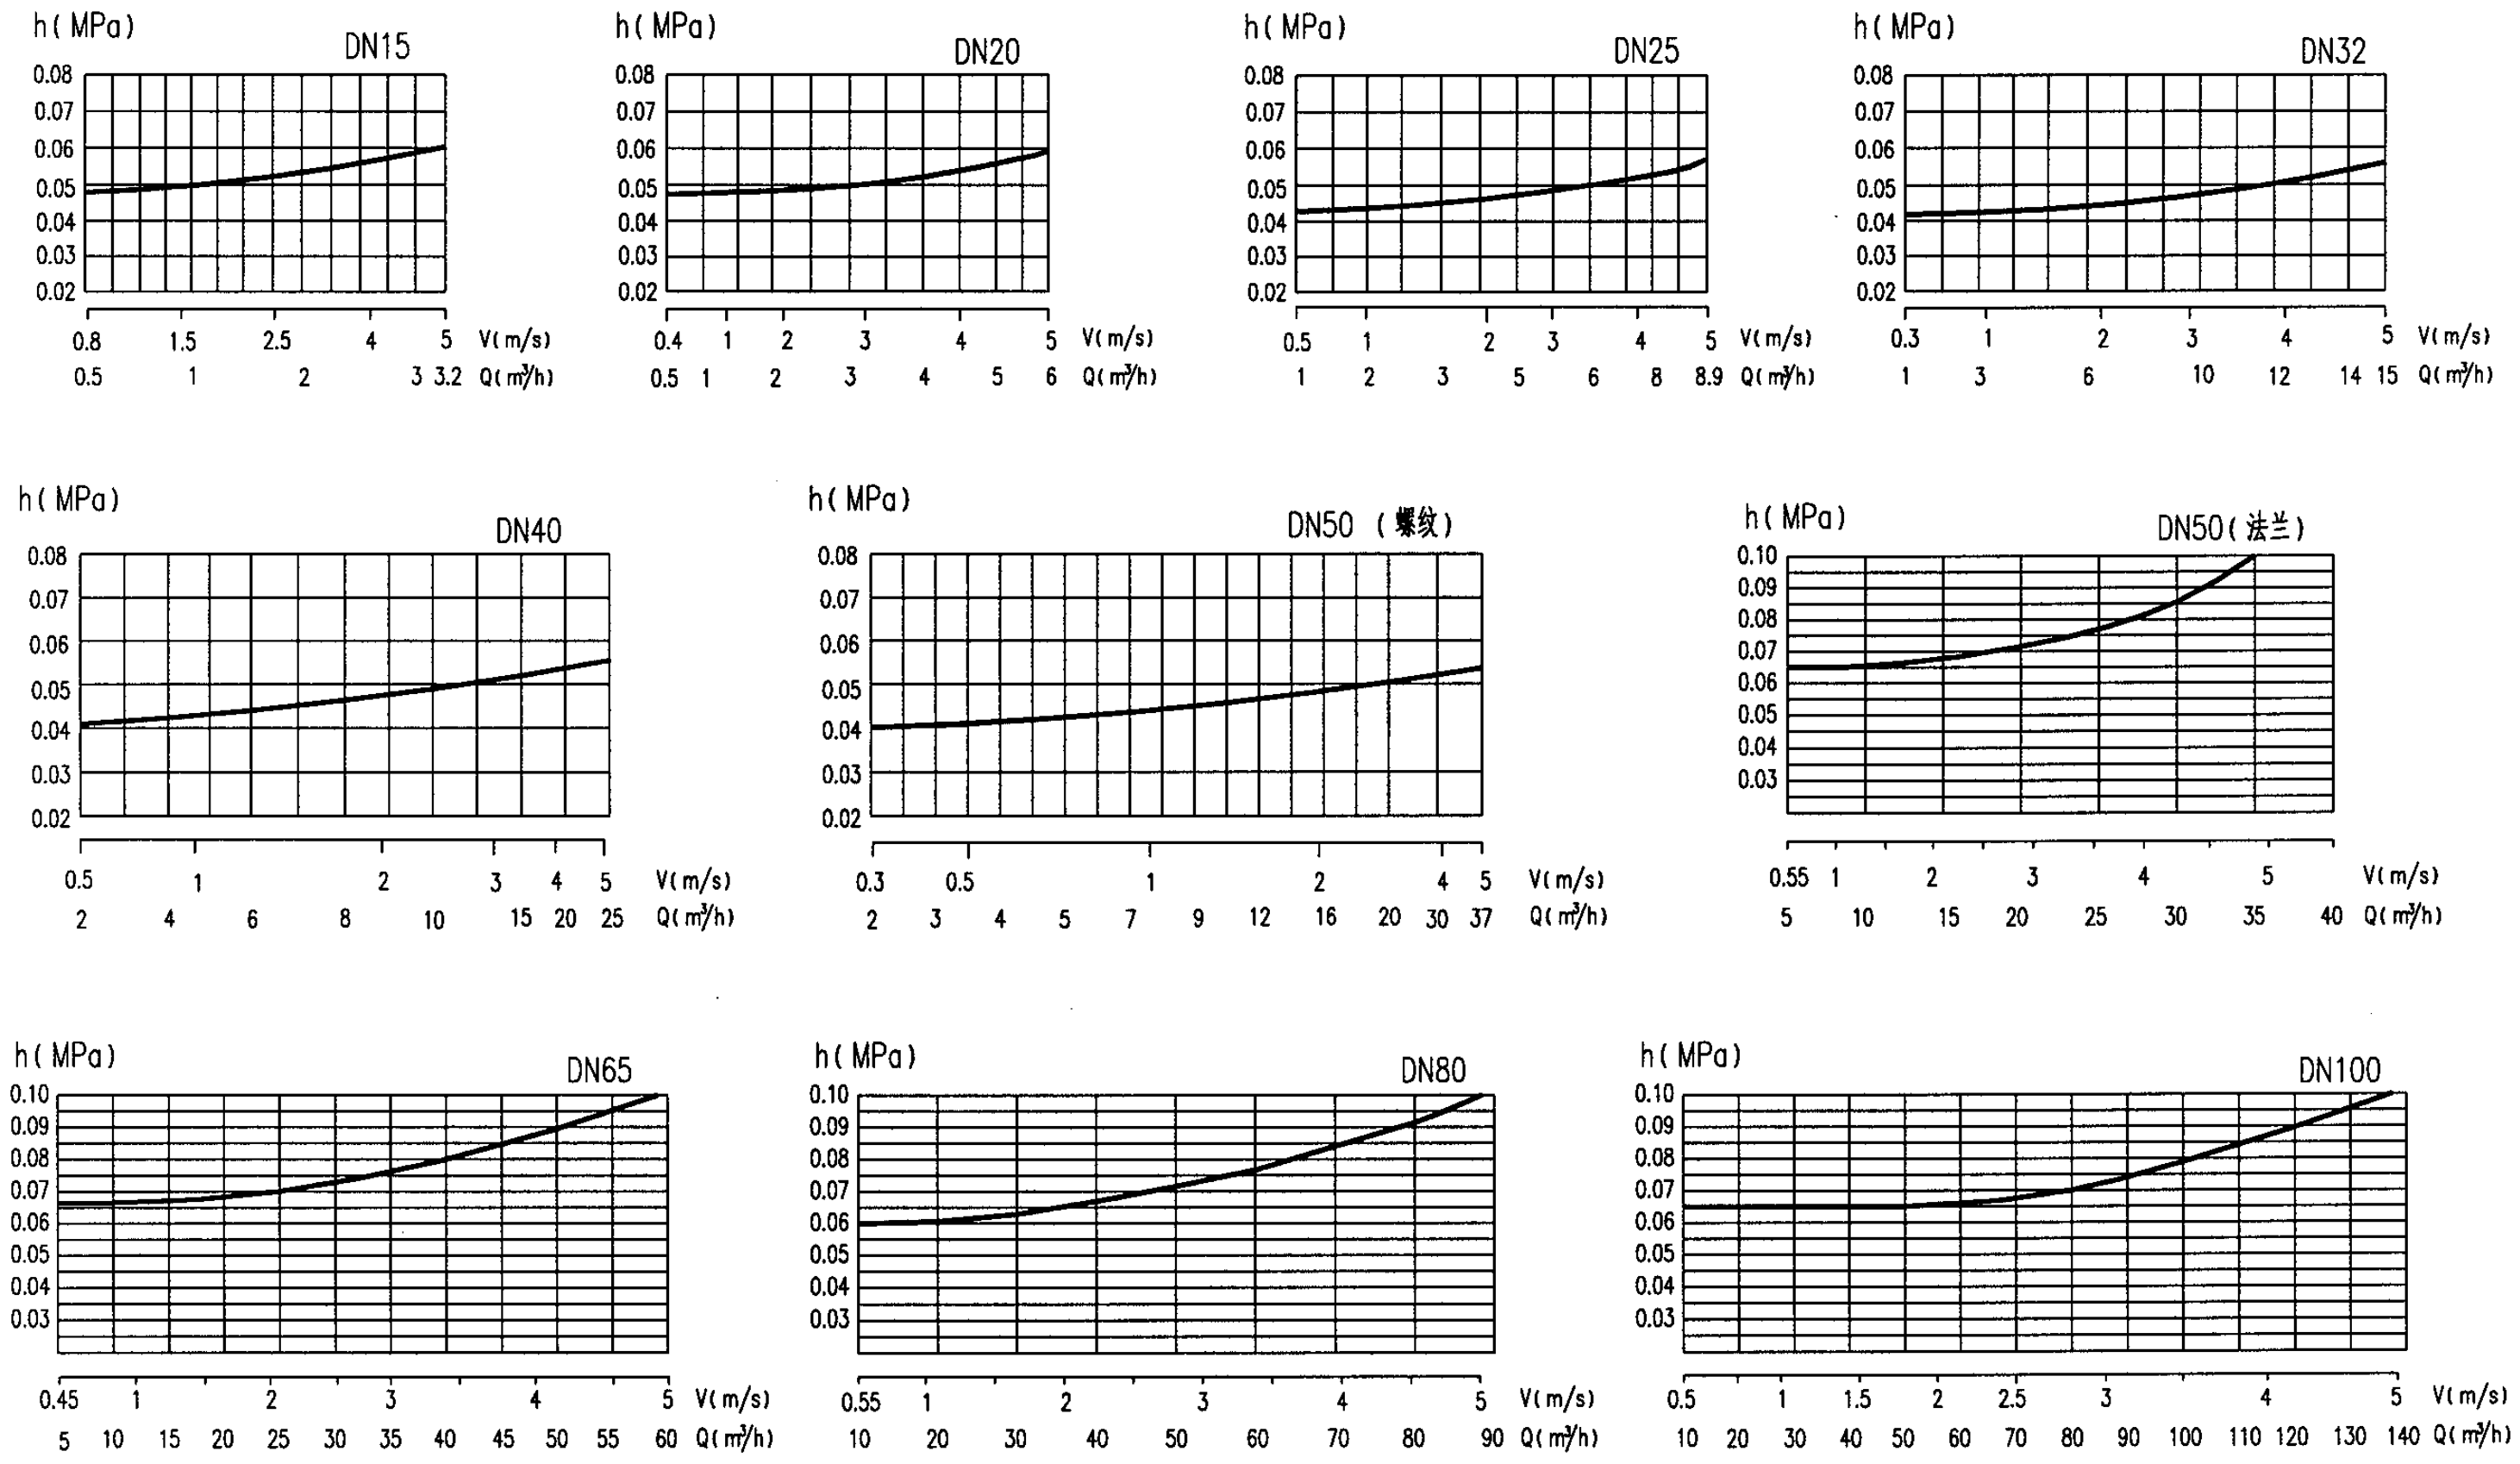 h(MPa)
DN15
0.08
0.07
0.06
0.05
0.04
0.03
0.02
0.8 1.5 2.5 4 5 V(m/s)
0.5 1 2 3 3.2 Q(m³/h)
h(MPa)
DN20
0.08
0.07
0.06
0.05
0.04
0.03
0.02
0.4 1 2 3 4 5 V(m/s)
0.5 1 2 3 4 5 6 Q(m³/h)
h(MPa)
DN25
0.08
0.07
0.06
0.05
0.04
0.03
0.02
0.5 1 2 3 4 5 V(m/s)
1 2 3 5 6 8 8.9 Q(m³/h)
h(MPa)
DN32
0.08
0.07
0.06
0.05
0.04
0.03
0.02
0.3 1 2 3 4 5 V(m/s)
1 3 6 10 12 14 15 Q(m³/h)
h(MPa)
DN40
0.08
0.07
0.06
0.05
0.04
0.03
0.02
0.5 1 2 3 4 5 V(m/s)
2 4 6 8 10 15 20 25 Q(m³/h)
h(MPa)
DN50 (螺纹)
0.08
0.07
0.06
0.05
0.04
0.03
0.02
0.3 0.5 1 2 4 5 V(m/s)
2 3 4 5 7 9 12 16 20 30 37 Q(m³/h)
h(MPa)
DN50(法兰)
0.10
0.09
0.08
0.07
0.06
0.05
0.04
0.03
0.55 1 2 3 4 5 V(m/s)
5 10 15 20 25 30 35 40 Q(m³/h)
h(MPa)
DN65
0.10
0.09
0.08
0.07
0.06
0.05
0.04
0.03
0.45 1 2 3 4 5 V(m/s)
5 10 15 20 25 30 35 40 45 50 55 60 Q(m³/h)
h(MPa)
DN80
0.10
0.09
0.08
0.07
0.06
0.05
0.04
0.03
0.55 1 2 3 4 5 V(m/s)
10 20 30 40 50 60 70 80 90 Q(m³/h)
h(MPa)
DN100
0.10
0.09
0.08
0.07
0.06
0.05
0.04
0.03
0.5 1 1.5 2 2.5 3 4 5 V(m/s)
10 20 30 40 50 60 70 80 90 100 110 120 130 140 Q(m³/h)